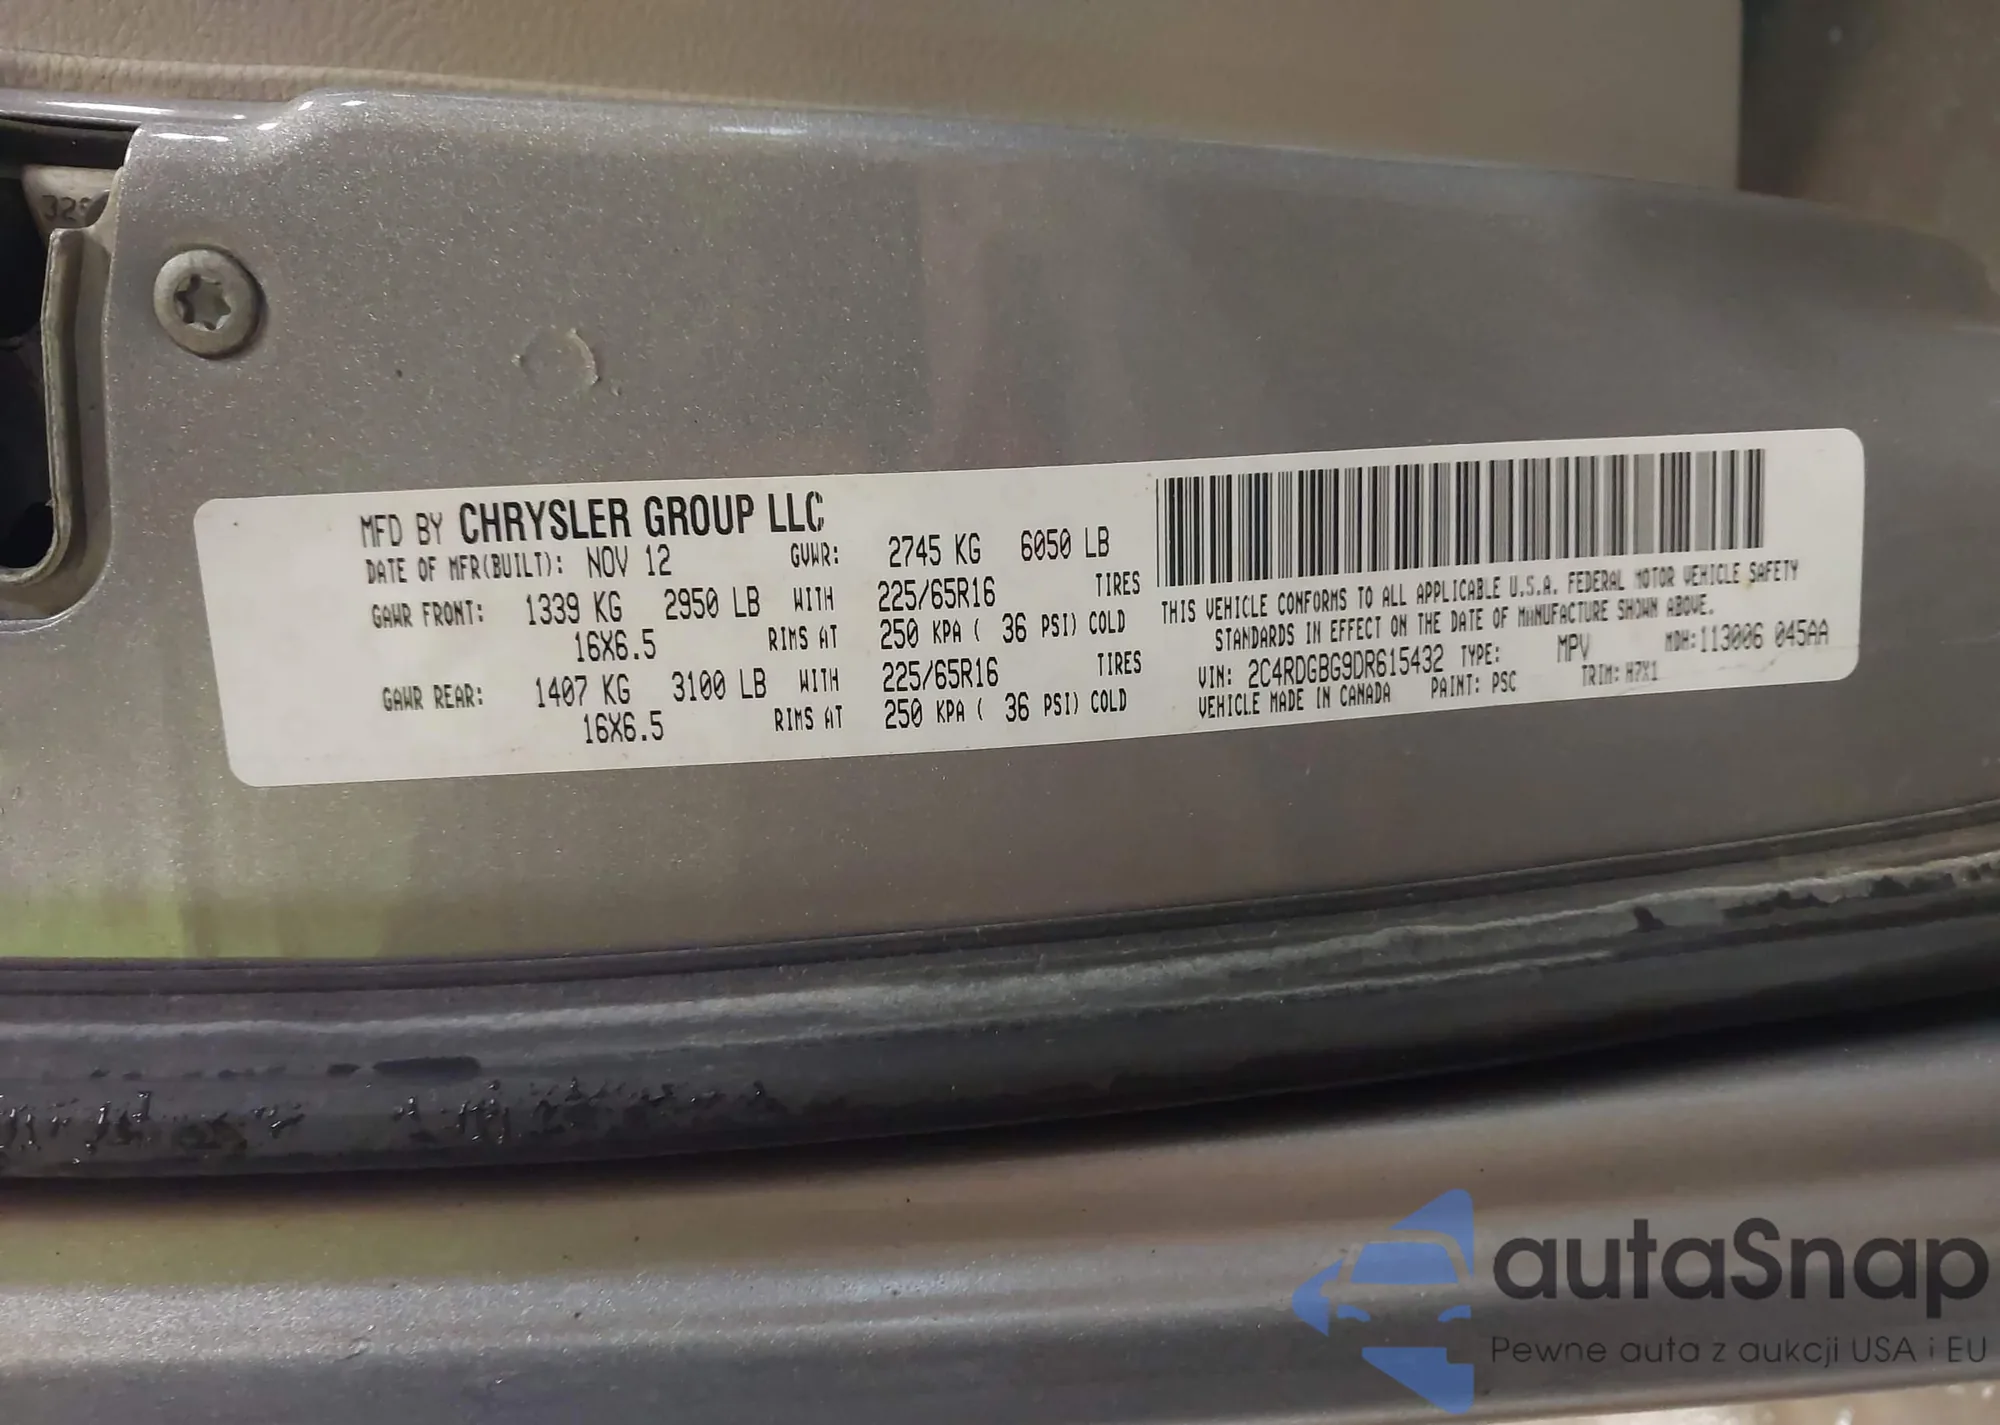 329
MFD BY CHRYSLER GROUP LLC
DATE OF MFR(BUILT): NOV 12 GVWR: 2745 KG 6050 LB
GAWR FRONT: 1339 KG 2950 LB WITH 225/65R16 TIRES
16X6.5 RIMS AT 250 KPA ( 36 PSI) COLD
GAWR REAR: 1407 KG 3100 LB WITH 225/65R16 TIRES
16X6.5 RIMS AT 250 KPA ( 36 PSI) COLD
THIS VEHICLE CONFORMS TO ALL APPLICABLE U.S.A. FEDERAL MOTOR VEHICLE SAFETY
STANDARDS IN EFFECT ON THE DATE OF MANUFACTURE SHOWN ABOVE.
VIN: 2C4RDGBG9DR615432 TYPE: MPV MDH:113006 045AA
VEHICLE MADE IN CANADA PAINT: PSC TRIM: H7X1
autaSnap
Pewne auta z aukcji USA i EU